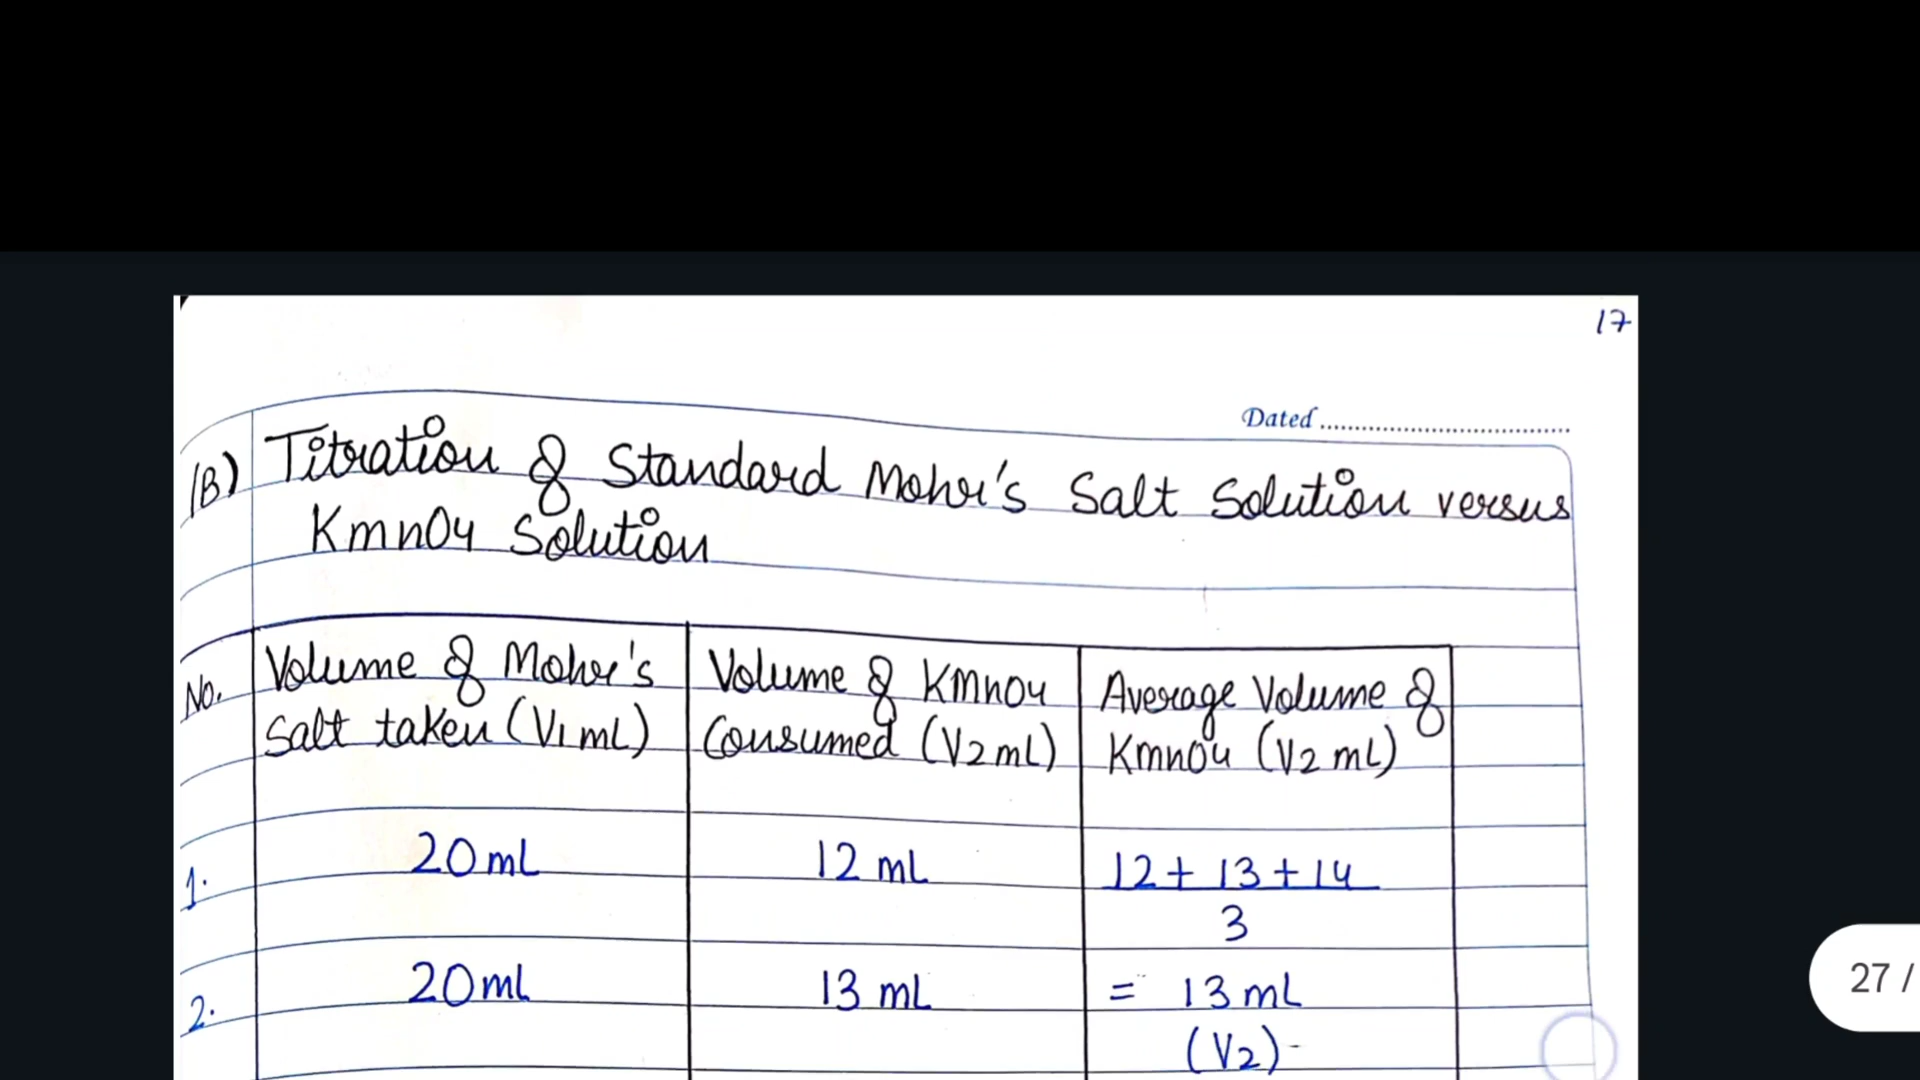 17
Dated
(B) Titration of Standard Mohr's Salt Solution versus
KmnO4 Solution
No.
Volume of Mohr's
Salt taken (V1 mL)
Volume of KMnO4
Consumed (V2 mL)
Average Volume of
KmnO4 (V2 mL)
1.
20 mL
12 mL
12 + 13 + 14
3
2.
20 mL
13 mL
= 13 mL
(V2)
27 /